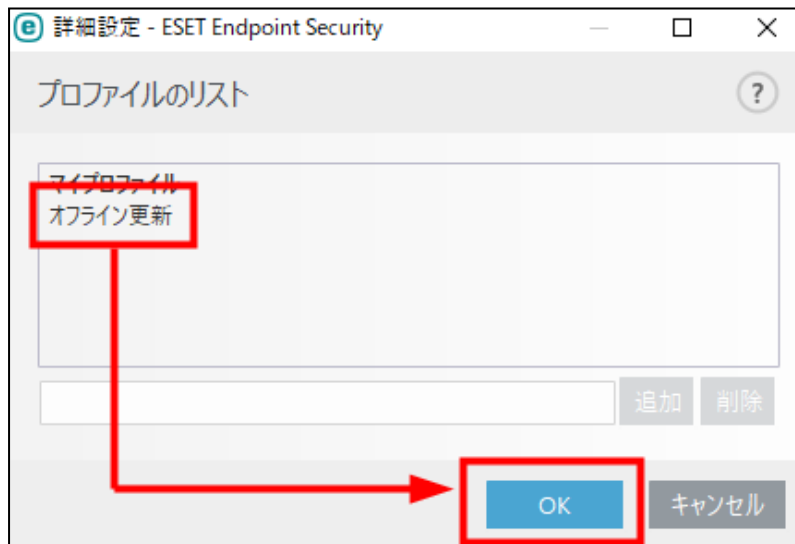 詳細設定 - ESET Endpoint Security
プロファイルのリスト
?
マイプロファイル
オフライン更新
追加 削除
OK キャンセル